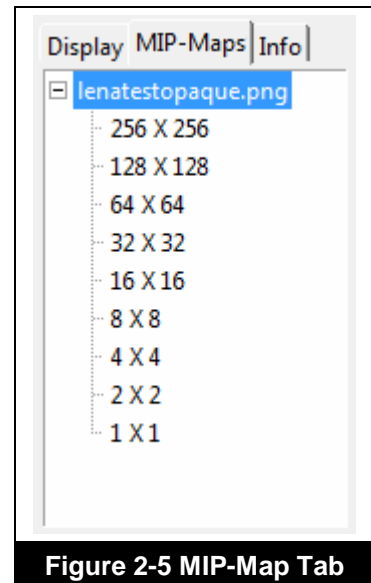 Display MIP-Maps Info
lenatestopaque.png
256 X 256
128 X 128
64 X 64
32 X 32
16 X 16
8 X 8
4 X 4
2 X 2
1 X 1
Figure 2-5 MIP-Map Tab